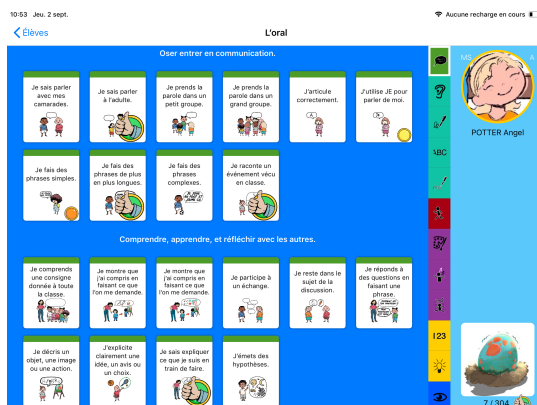 10:53 Jeu. 2 sept.
Aucune recharge en cours
Élèves
L'oral
Oser entrer en communication.
Je sais parler
avec mes
camarades.
Je sais parler
à l'adulte.
Je prends la
parole dans un
petit groupe.
Je prends la
parole dans un
grand groupe.
J'articule
correctement.
J'utilise JE pour
parler de moi.
Je fais des
phrases simples.
Je fais des
phrases de plus
en plus longues.
Je fais des
phrases
complexes.
Je raconte un
événement vécu
en classe.
Comprendre, apprendre, et réfléchir avec les autres.
Je comprends
une consigne
donnée à toute
la classe.
Je montre que
j'ai compris en
faisant ce que
l'on me demande.
Je montre que
j'ai compris en
faisant ce que
l'on me demande.
Je participe à
un échange.
Je reste dans le
sujet de la
discussion.
Je réponds à
des questions en
faisant une
phrase.
Je décris un
objet, une image
ou une action.
J'explicite
clairement une
idée, un avis ou
un choix.
Je sais expliquer
ce que je suis en
train de faire.
J'émets des
hypothèses.
ABC
123
MS
A
POTTER Angel
7 / 304